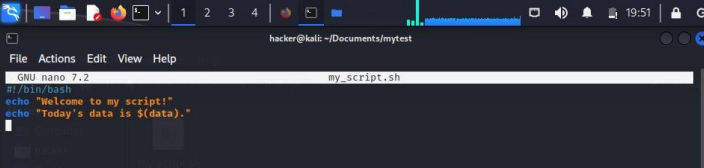 1 2 3 4 19:51
hacker@kali: ~/Documents/mytest
File Actions Edit View Help
GNU nano 7.2 my_script.sh
#!/bin/bash
echo "Welcome to my script!"
echo "Today's data is $(data)."